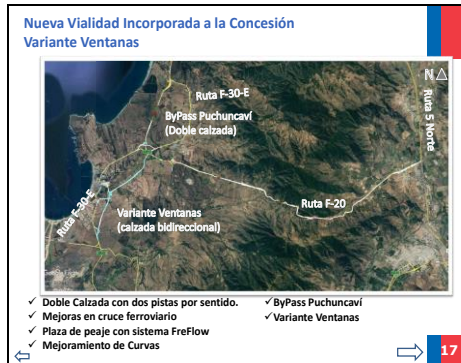 Nueva Vialidad Incorporada a la Concesión
Variante Ventanas
N
Ruta F-30-E
ByPass Puchuncaví
(Doble calzada)
Ruta 5 Norte
Ruta F-20
Ruta F-30-E
Variante Ventanas
(calzada bidireccional)
✓ Doble Calzada con dos pistas por sentido.
✓ Mejoras en cruce ferroviario
✓ Plaza de peaje con sistema FreFlow
✓ Mejoramiento de Curvas
✓ ByPass Puchuncaví
✓ Variante Ventanas
17